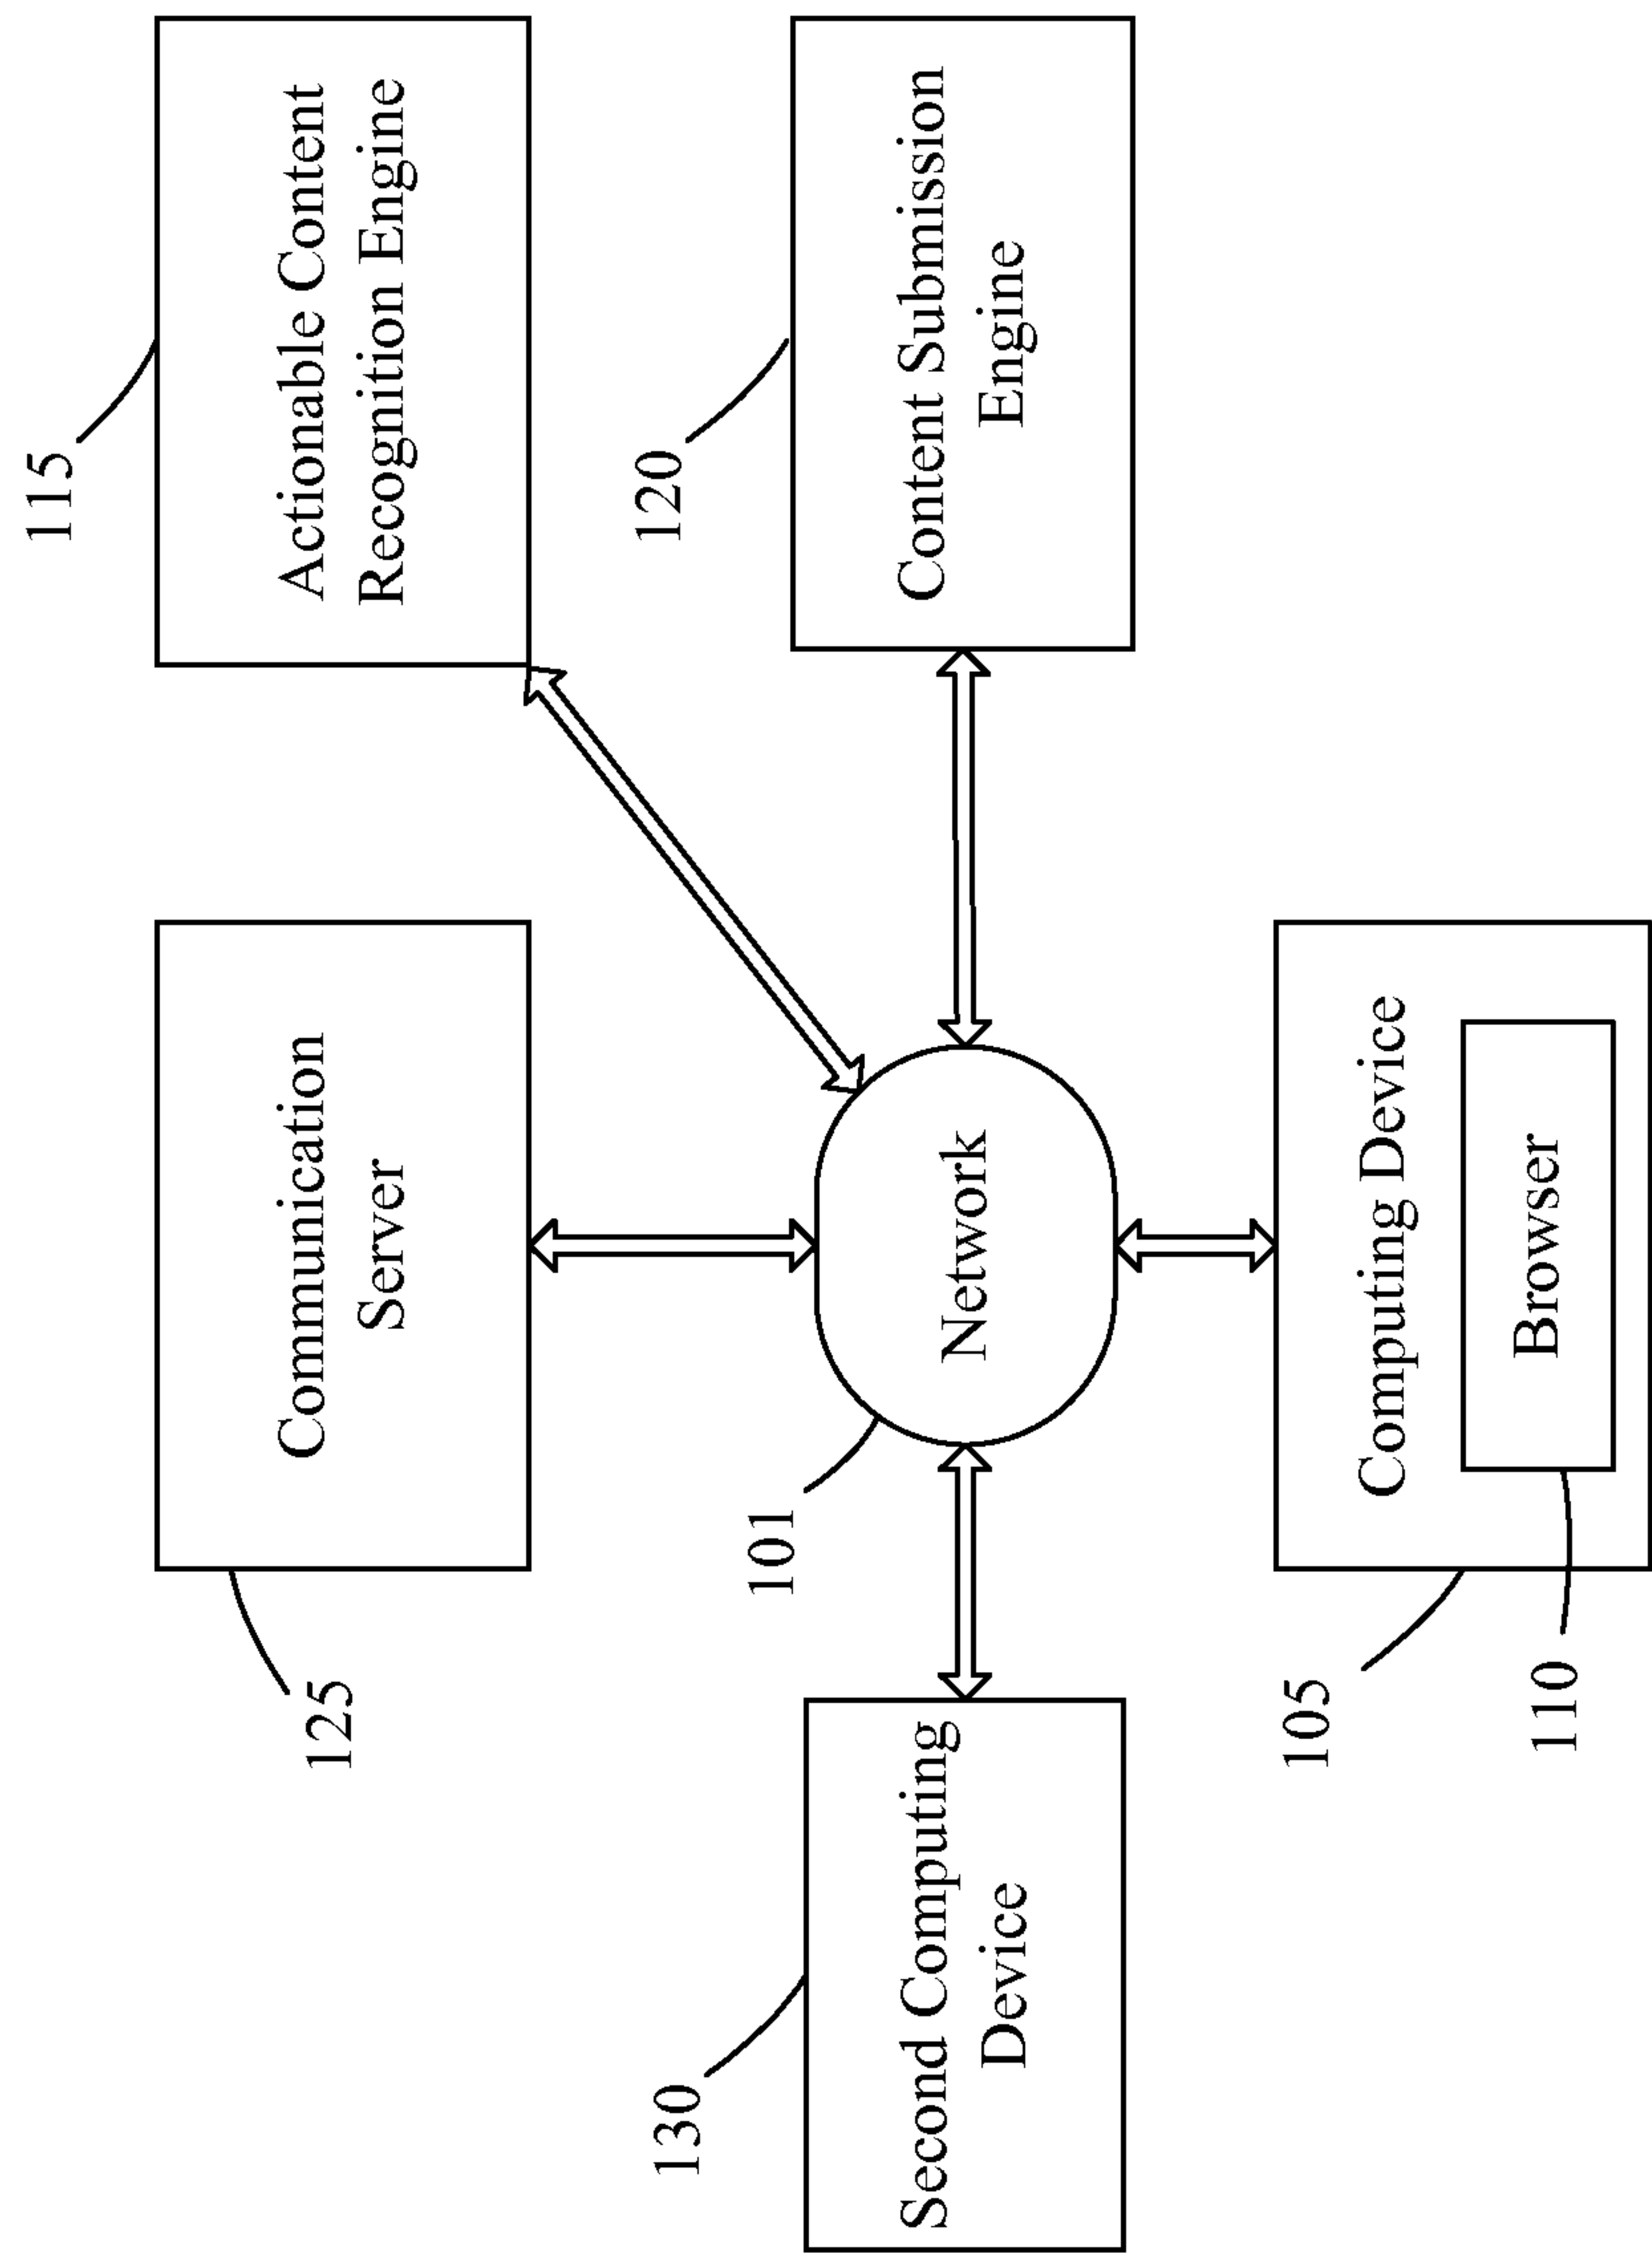 125
Communication
Server
115
Actionable Content
Recognition Engine
130
Second Computing
Device
101
Network
120
Content Submission
Engine
105
Computing Device
110
Browser